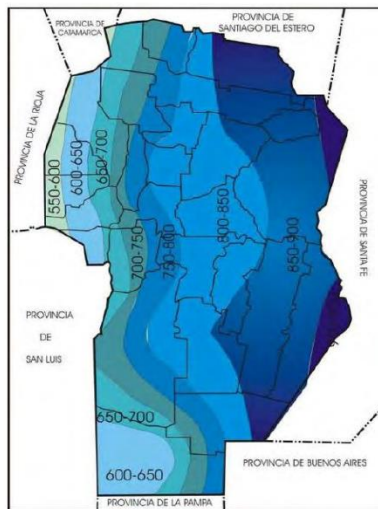 PROVINCIA DE
CATAMARCA
PROVINCIA DE
SANTIAGO DEL ESTERO
PROVINCIA DE LA RIOJA
550-600
600-650
650-700
700-750
750-800
800-850
850-900
PROVINCIA DE SANTA FE
PROVINCIA
DE
SAN LUIS
650-700
600-650
PROVINCIA DE BUENOS AIRES
PROVINCIA DE LA PAMPA